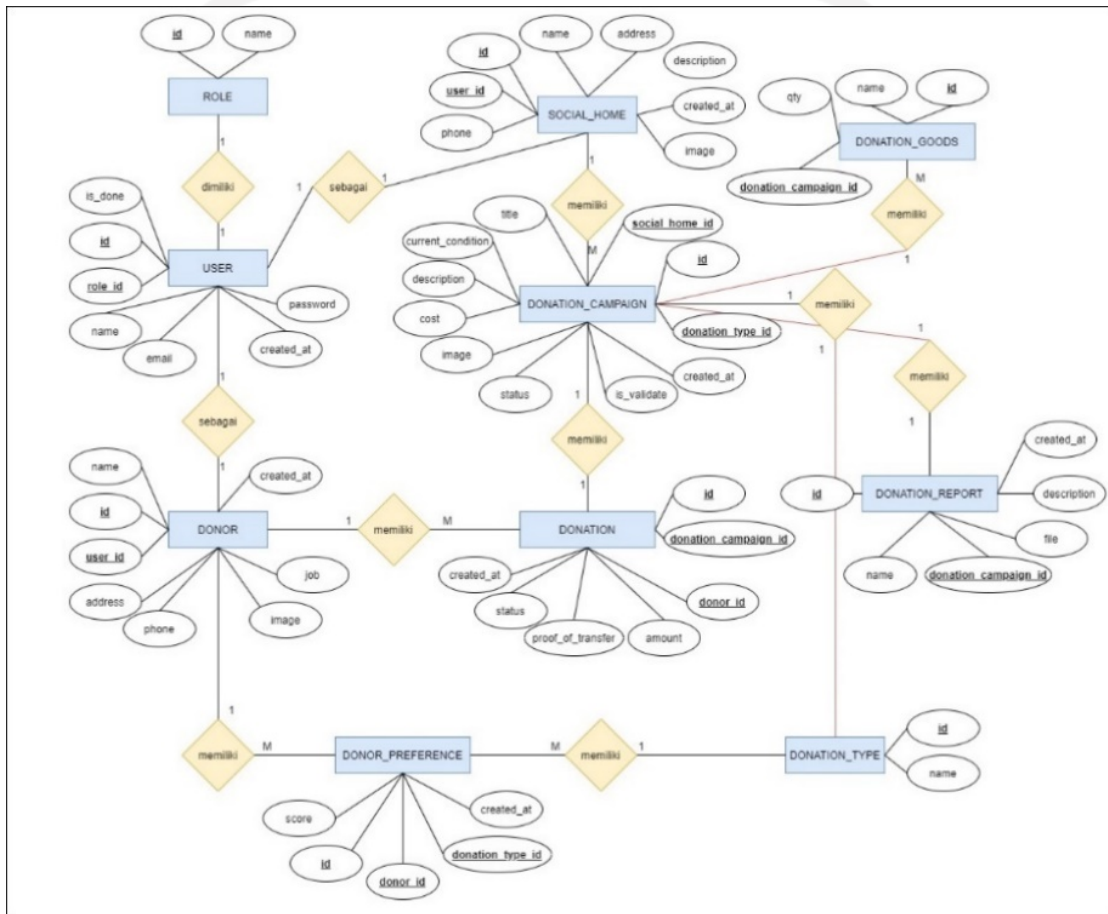 id
name
ROLE
1
dimiliki
1
is_done
id
role_id
USER
name
email
created_at
password
1
sebagai
1
1
sebagai
1
name
address
id
description
user_id
SOCIAL_HOME
created_at
phone
image
1
memiliki
M
qty
name
id
DONATION_GOODS
donation_campaign_id
M
memiliki
1
title
social_home_id
current_condition
id
description
DONATION_CAMPAIGN
cost
donation_type_id
image
created_at
status
is_validate
1
memiliki
1
1
memiliki
1
1
memiliki
1
name
created_at
id
DONOR
user_id
address
phone
image
job
1
memiliki
M
DONATION
id
donation_campaign_id
created_at
status
proof_of_transfer
amount
donor_id
created_at
id
DONATION_REPORT
description
file
name
donation_campaign_id
1
memiliki
M
DONOR_PREFERENCE
M
memiliki
1
DONATION_TYPE
id
name
score
created_at
id
donor_id
donation_type_id